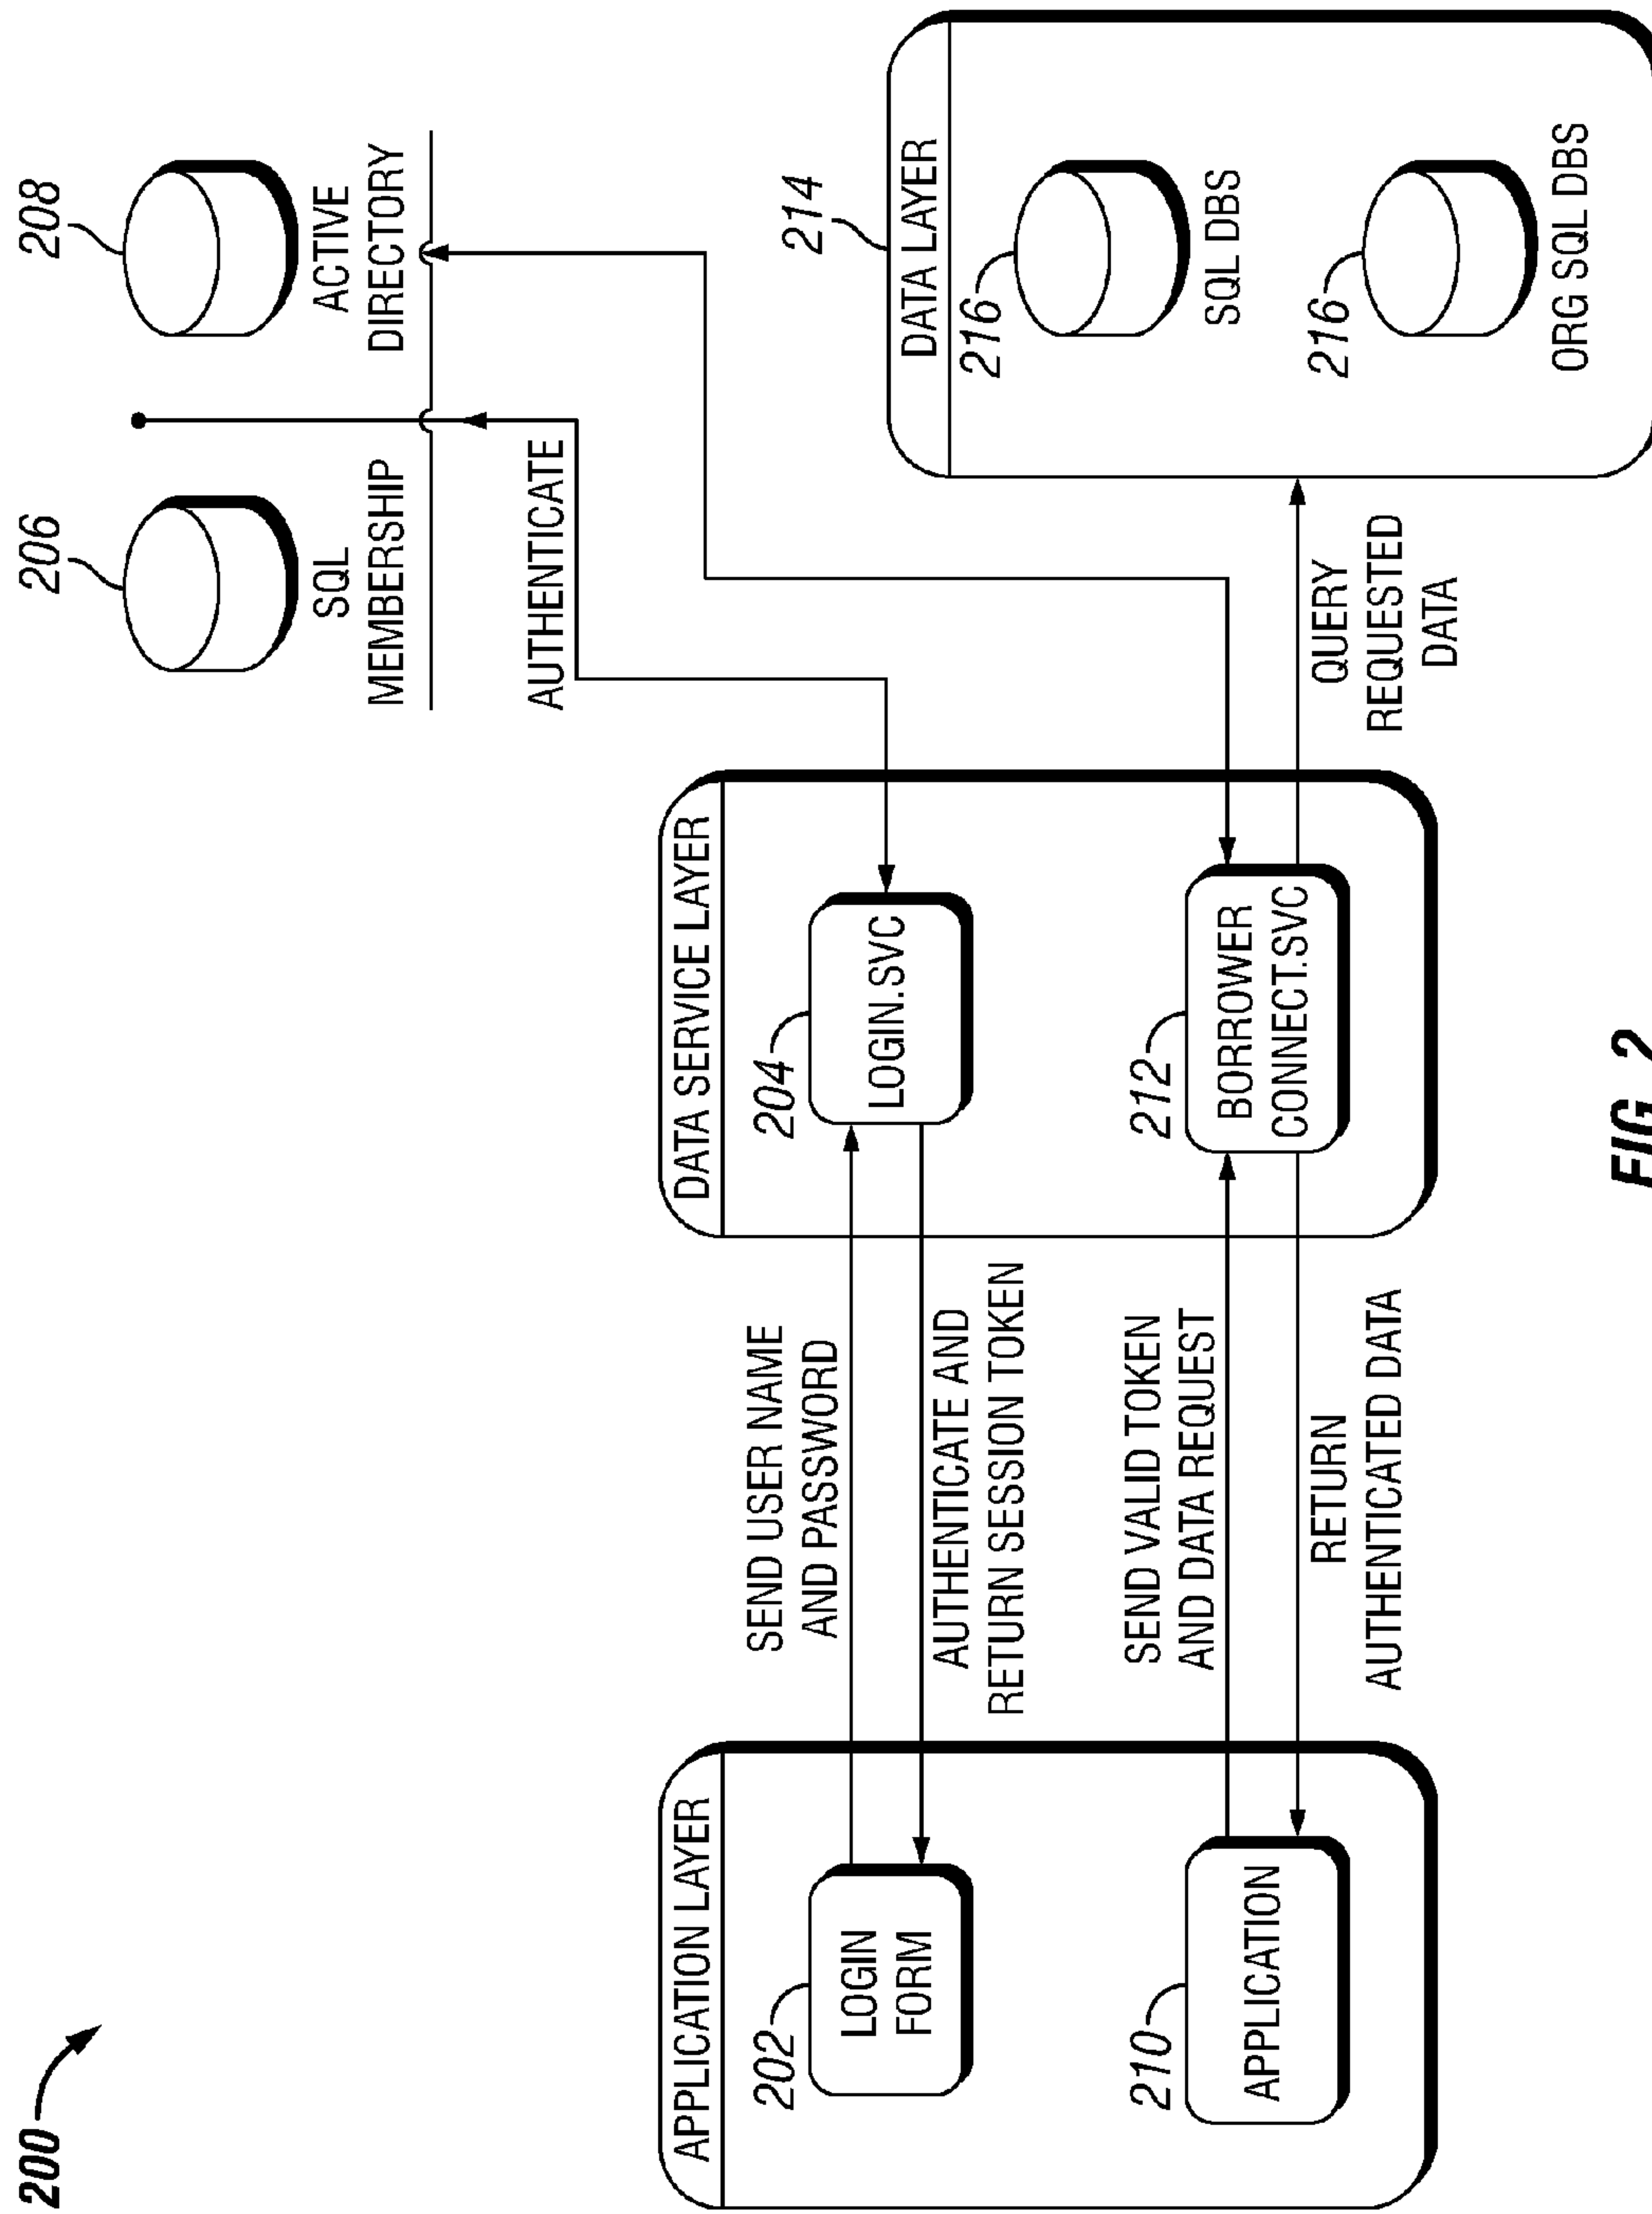 200
206
208
SQL
MEMBERSHIP
ACTIVE
DIRECTORY
AUTHENTICATE
APPLICATION LAYER
202
LOGIN
FORM
210
APPLICATION
SEND USER NAME
AND PASSWORD
AUTHENTICATE AND
RETURN SESSION TOKEN
SEND VALID TOKEN
AND DATA REQUEST
RETURN
AUTHENTICATED DATA
DATA SERVICE LAYER
204
LOGIN.SVC
212
BORROWER
CONNECT.SVC
QUERY
REQUESTED
DATA
214
DATA LAYER
216
SQL DBS
216
ORG SQL DBS
FIG. 2